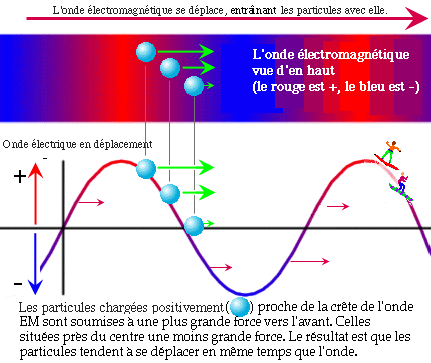 L'onde électromagnétique se déplace, entraînant les particules avec elle.
L'onde électromagnétique
vue d'en haut
(le rouge est +, le bleu est -)
Onde électrique en déplacement
+
-
Les particules chargées positivement ( ) proche de la crête de l'onde
EM sont soumises à une plus grande force vers l'avant. Celles
situées près du centre une moins grande force. Le résultat est que les
particules tendent à se déplacer en même temps que l'onde.